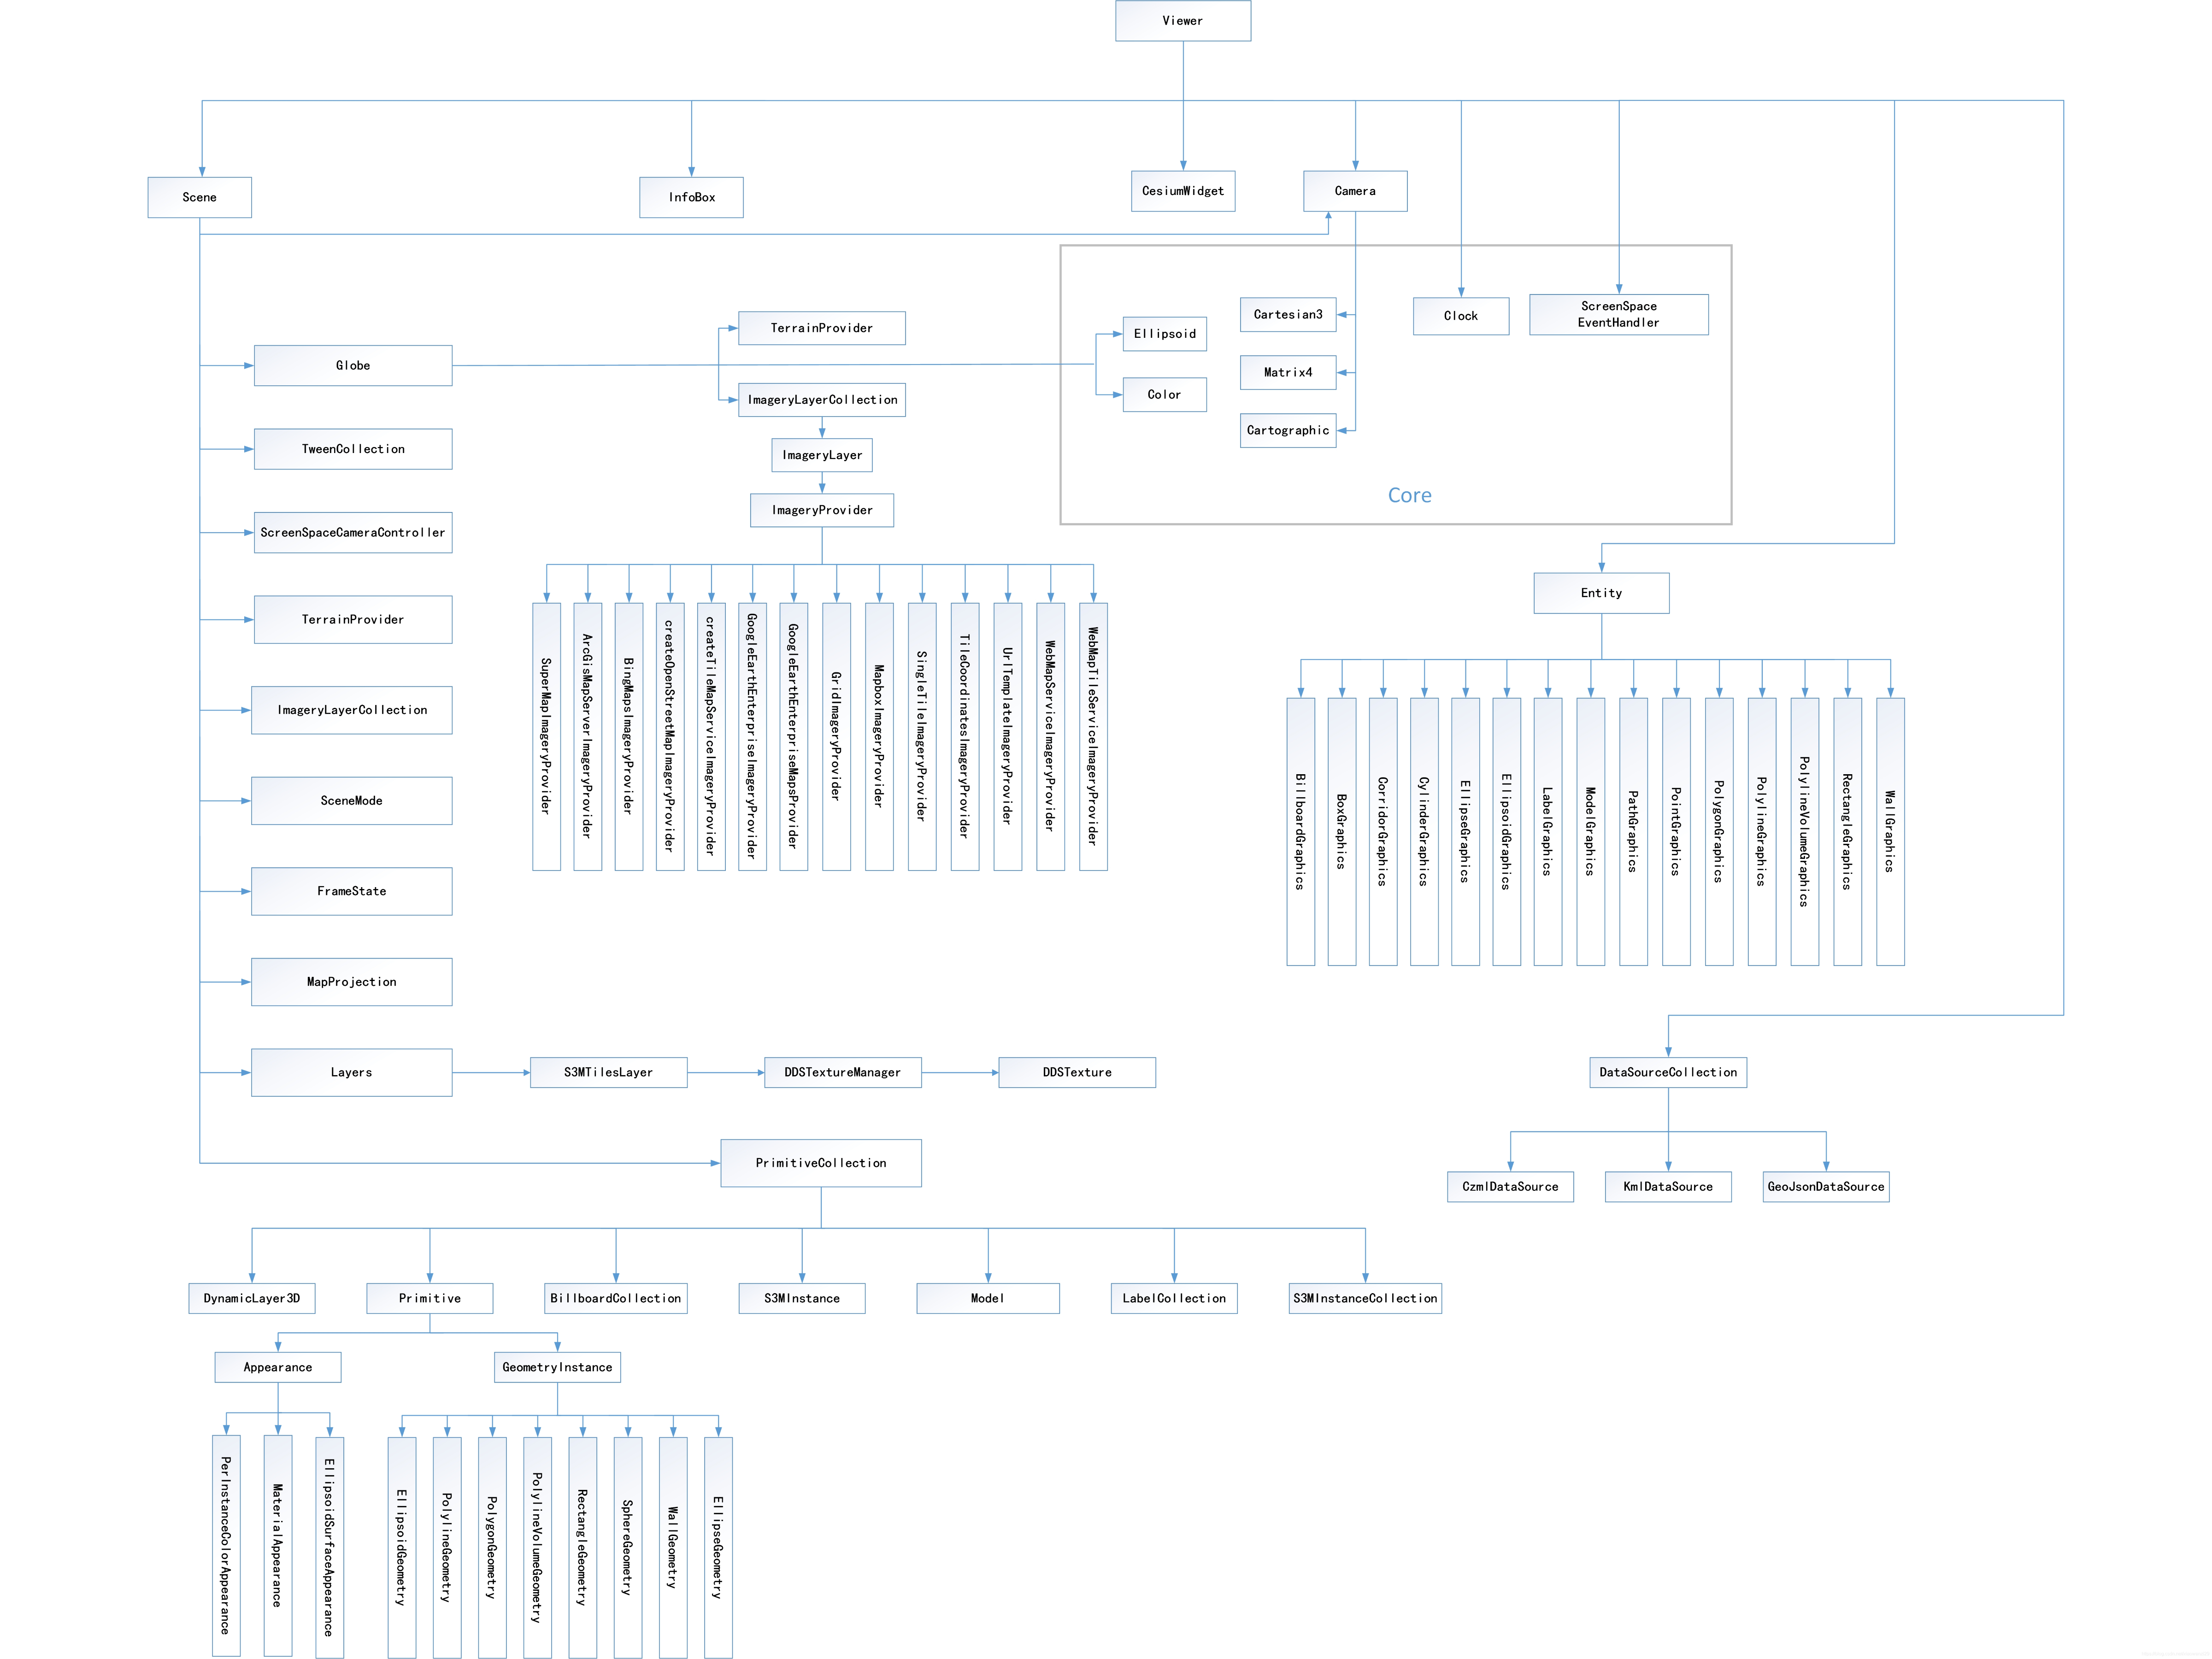 Viewer
Scene
InfoBox
CesiumWidget
Camera
Globe
TerrainProvider
ImageryLayerCollection
ImageryLayer
ImageryProvider
Ellipsoid
Color
Cartesian3
Matrix4
Cartographic
Clock
ScreenSpace
EventHandler
Core
TweenCollection
ScreenSpaceCameraController
TerrainProvider
ImageryLayerCollection
SceneMode
FrameState
MapProjection
Layers
SuperMapImageryProvider
ArcGisMapServerImageryProvider
BingMapsImageryProvider
createOpenStreetMapImageryProvider
createTileMapServiceImageryProvider
GoogleEarthEnterpriseImageryProvider
GoogleEarthEnterpriseMapsProvider
GridImageryProvider
MapboxImageryProvider
SingleTileImageryProvider
TileCoordinatesImageryProvider
UrlTemplateImageryProvider
WebMapServiceImageryProvider
WebMapTileServiceImageryProvider
Entity
BillboardGraphics
BoxGraphics
CorridorGraphics
CylinderGraphics
EllipseGraphics
EllipsoidGraphics
LabelGraphics
ModelGraphics
PathGraphics
PointGraphics
PolygonGraphics
PolylineGraphics
PolylineVolumeGraphics
RectangleGraphics
WallGraphics
S3MTilesLayer
DDSTextureManager
DDSTexture
DataSourceCollection
CzmlDataSource
KmlDataSource
GeoJsonDataSource
PrimitiveCollection
DynamicLayer3D
Primitive
BillboardCollection
S3MInstance
Model
LabelCollection
S3MInstanceCollection
Appearance
GeometryInstance
PerInstanceColorAppearance
MaterialAppearance
EllipsoidSurfaceAppearance
EllipsoidGeometry
PolylineGeometry
PolygonGeometry
PolylineVolumeGeometry
RectangleGeometry
SphereGeometry
WallGeometry
EllipseGeometry